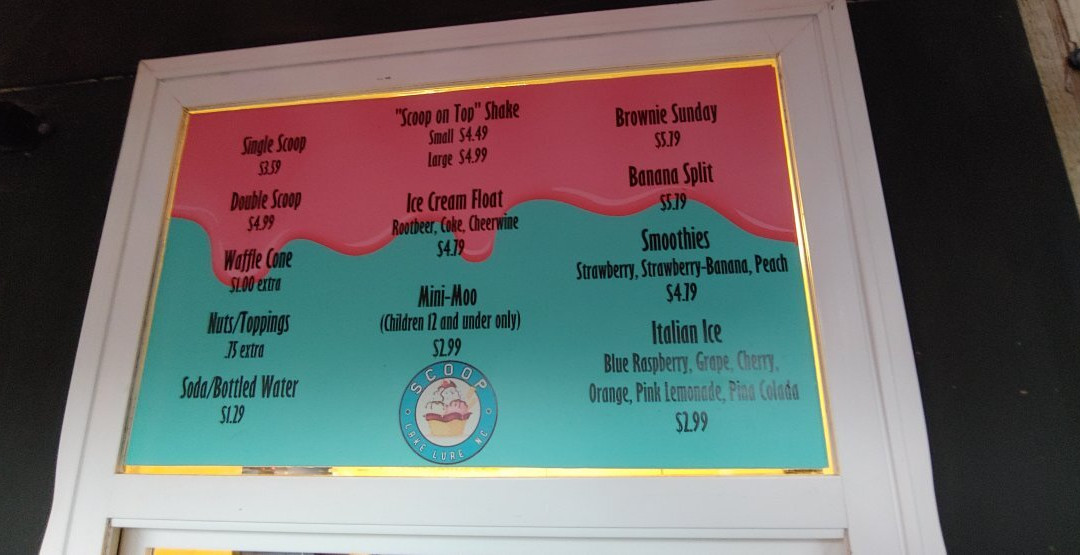 Single Scoop
$3.59
Double Scoop
$4.99
Waffle Cone
$1.00 extra
Nuts/Toppings
.75 extra
Soda/Bottled Water
$1.29
"Scoop on Top" Shake
Small $4.49
Large $4.99
Ice Cream Float
Rootbeer, Coke, Cheerwine
$4.79
Mini-Moo
(Children 12 and under only)
$2.99
SCOOP
LAKE LURE NC
Brownie Sunday
$5.79
Banana Split
$5.79
Smoothies
Strawberry, Strawberry-Banana, Peach
$4.79
Italian Ice
Blue Raspberry, Grape, Cherry,
Orange, Pink Lemonade, Pina Colada
$2.99